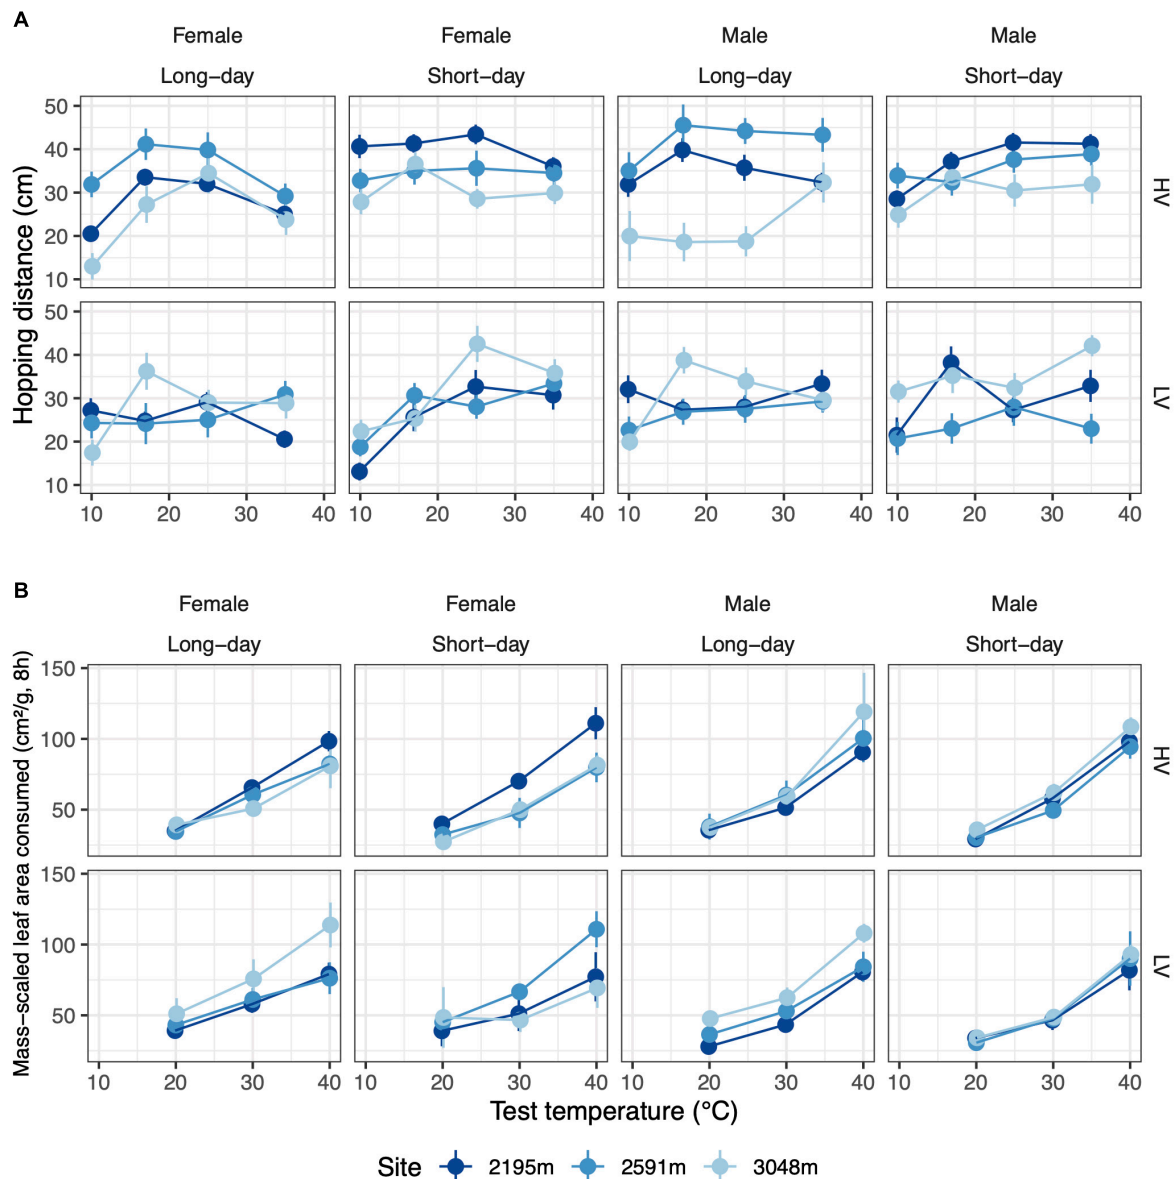 A
Female Female Male Male
Long−day Short−day Long−day Short−day
Hopping distance (cm)
50
40
30
20
10
HV
50
40
30
20
10
LV
10 20 30 40 10 20 30 40 10 20 30 40 10 20 30 40
B
Female Female Male Male
Long−day Short−day Long−day Short−day
Mass−scaled leaf area consumed (cm²/g, 8h)
150
100
50
HV
150
100
50
LV
10 20 30 40 10 20 30 40 10 20 30 40 10 20 30 40
Test temperature (°C)
Site 2195m 2591m 3048m